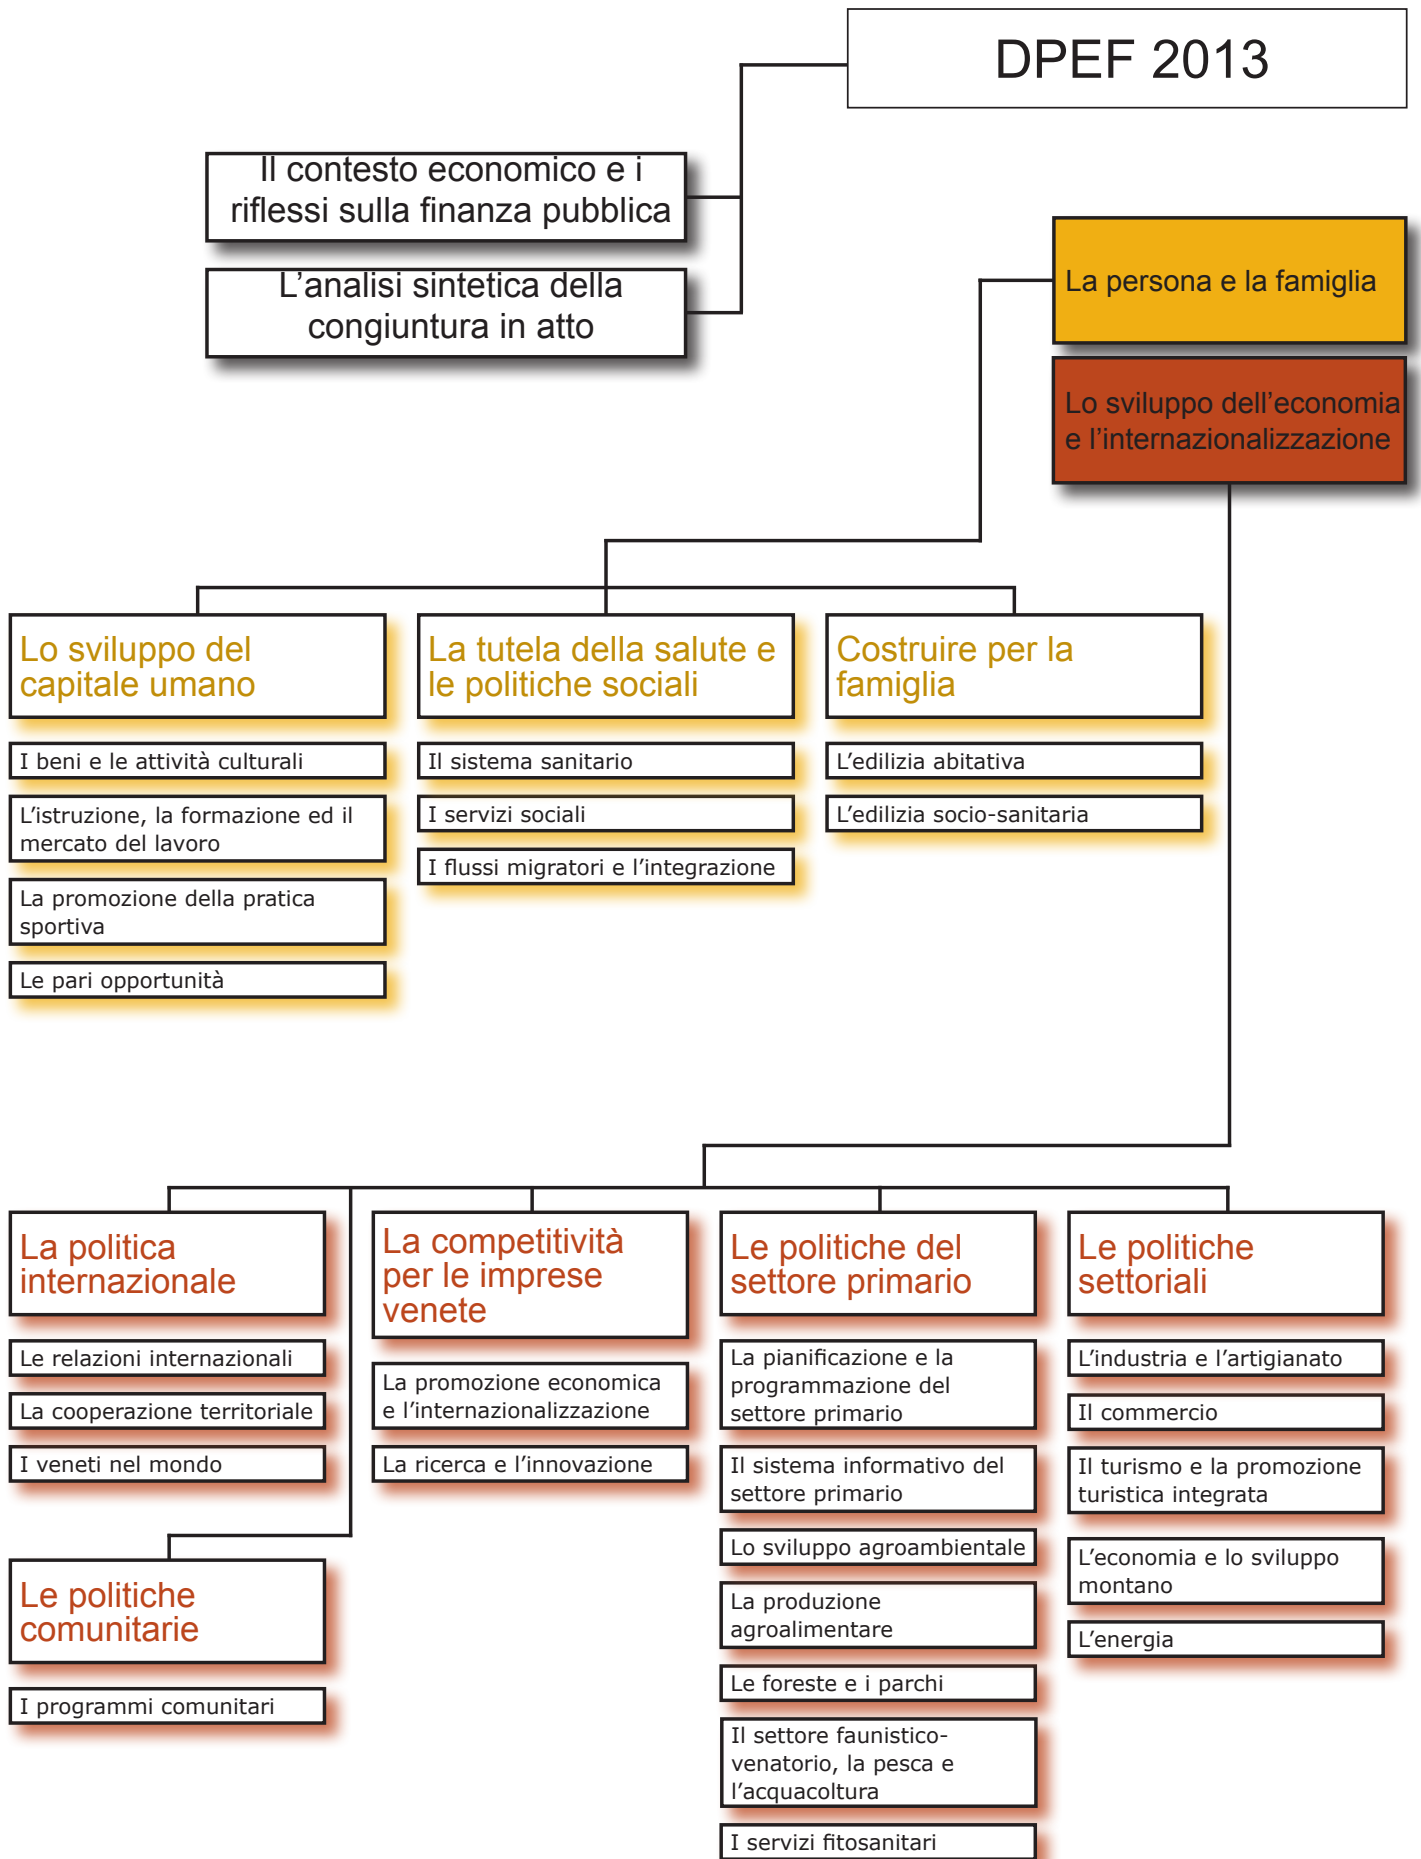 DPEF 2013
Il contesto economico e i
riflessi sulla finanza pubblica
L’analisi sintetica della
congiuntura in atto
La persona e la famiglia
Lo sviluppo dell’economia
e l’internazionalizzazione
Lo sviluppo del
capitale umano
I beni e le attività culturali
L’istruzione, la formazione ed il
mercato del lavoro
La promozione della pratica
sportiva
Le pari opportunità
La tutela della salute e
le politiche sociali
Il sistema sanitario
I servizi sociali
I flussi migratori e l’integrazione
Costruire per la
famiglia
L’edilizia abitativa
L’edilizia socio-sanitaria
La politica
internazionale
Le relazioni internazionali
La cooperazione territoriale
I veneti nel mondo
Le politiche
comunitarie
I programmi comunitari
La competitività
per le imprese
venete
La promozione economica
e l’internazionalizzazione
La ricerca e l’innovazione
Le politiche del
settore primario
La pianificazione e la
programmazione del
settore primario
Il sistema informativo del
settore primario
Lo sviluppo agroambientale
La produzione
agroalimentare
Le foreste e i parchi
Il settore faunistico-
venatorio, la pesca e
l’acquacoltura
I servizi fitosanitari
Le politiche
settoriali
L’industria e l’artigianato
Il commercio
Il turismo e la promozione
turistica integrata
L’economia e lo sviluppo
montano
L’energia